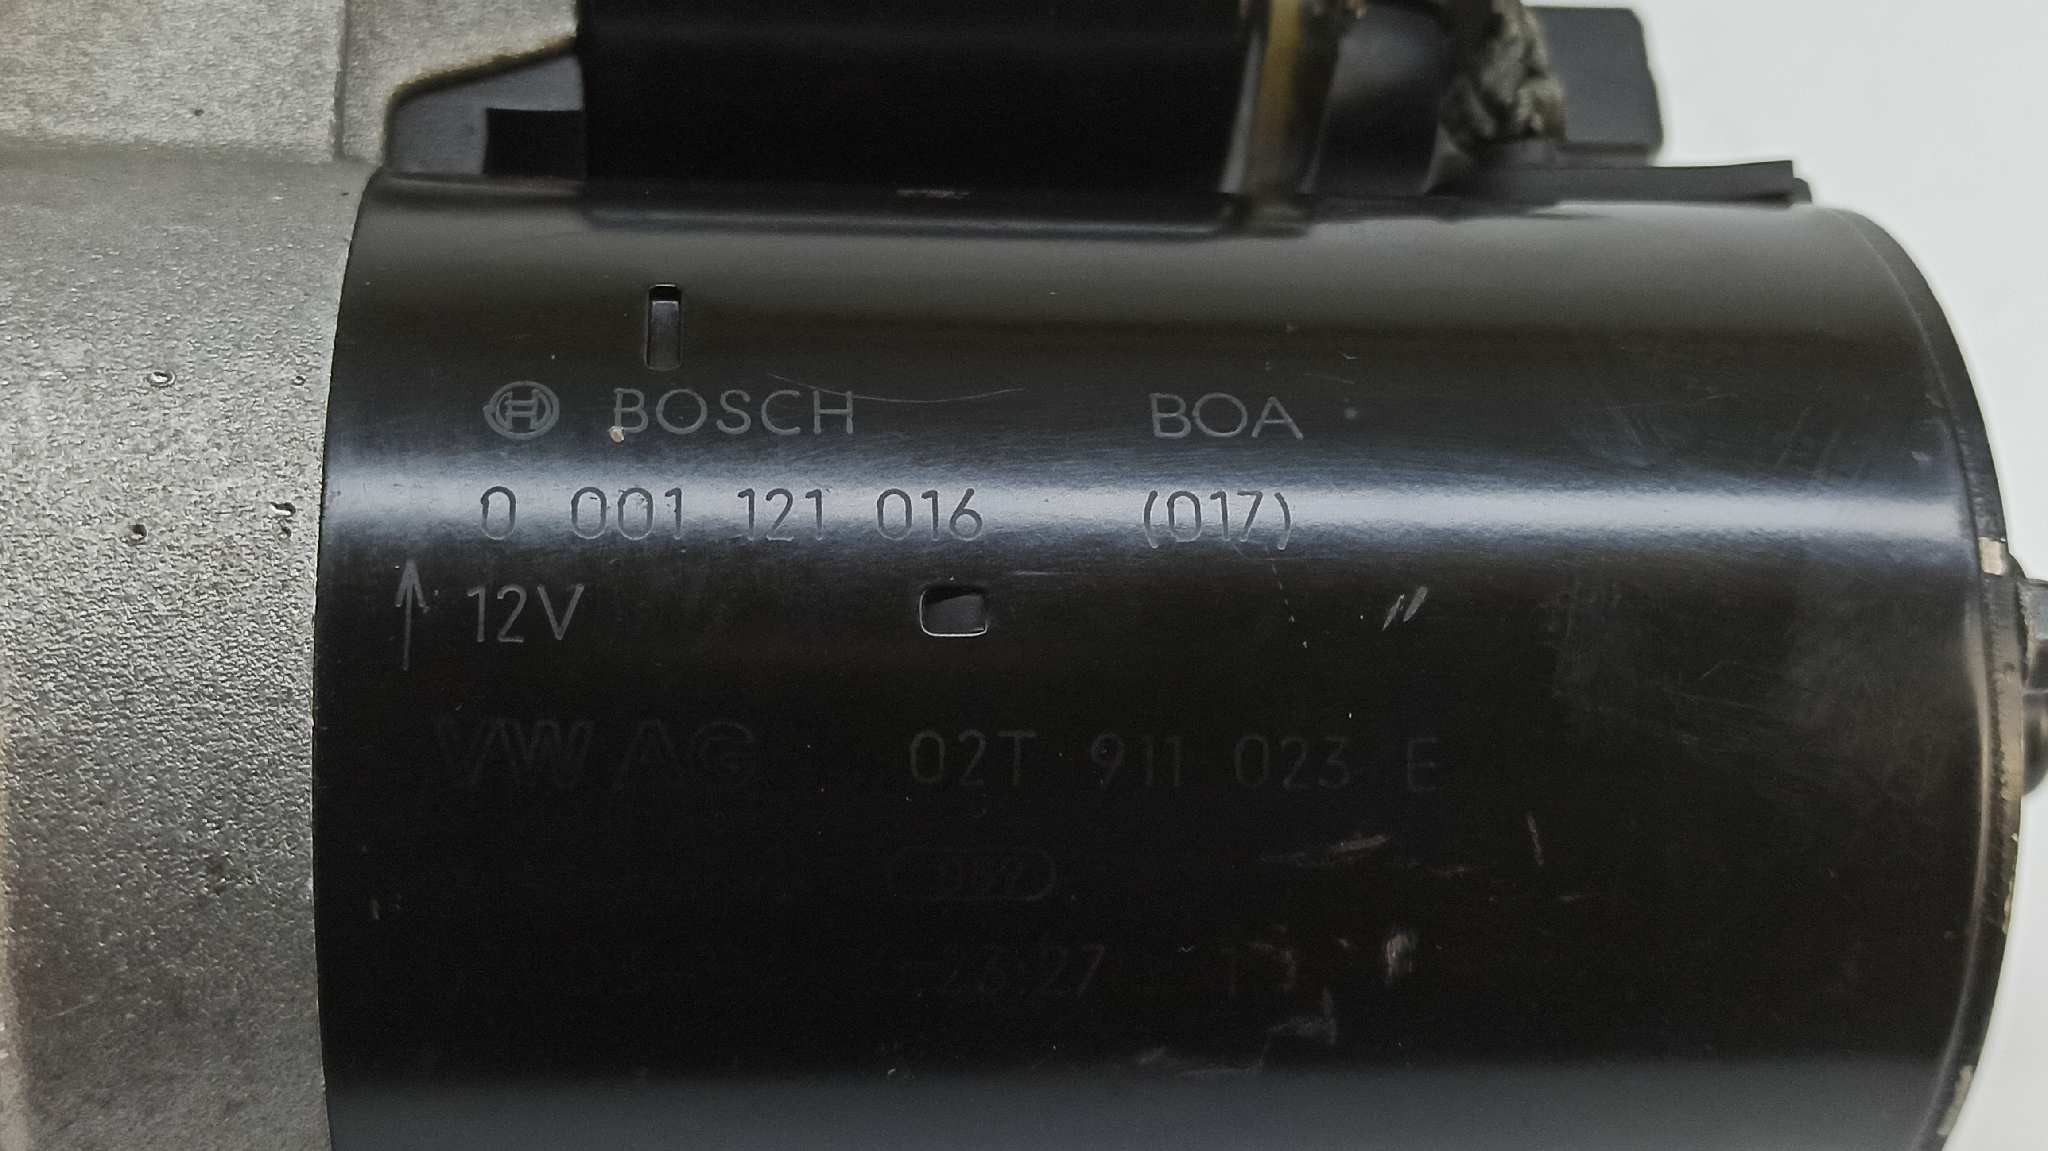 BOSCH BOA
0 001 121 016 (017)
12V
VW AG 02T 911 023 E